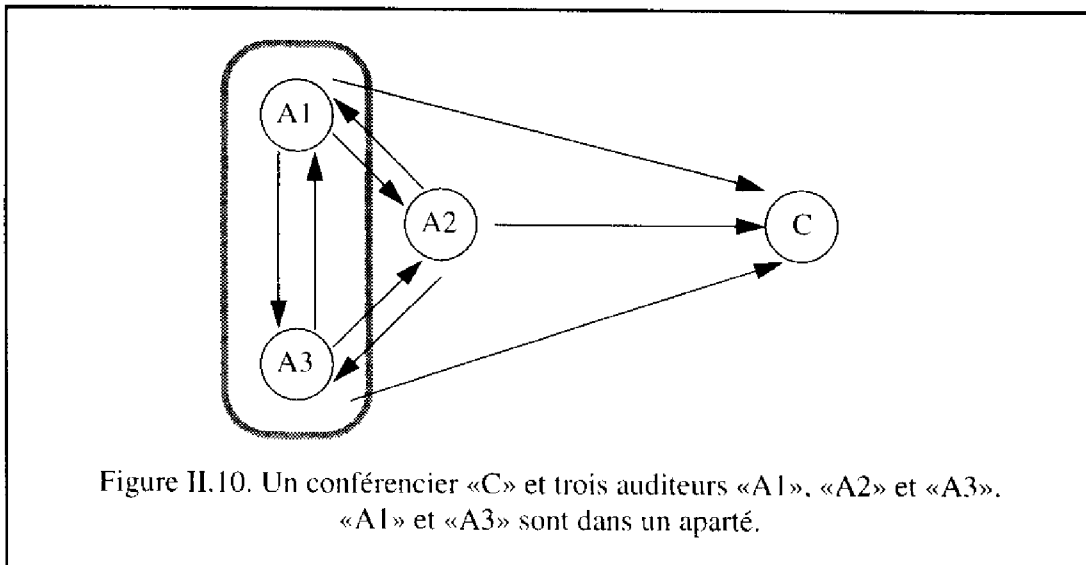 A1
A2
C
A3
Figure II.10. Un conférencier «C» et trois auditeurs «A1», «A2» et «A3».
«A1» et «A3» sont dans un aparté.